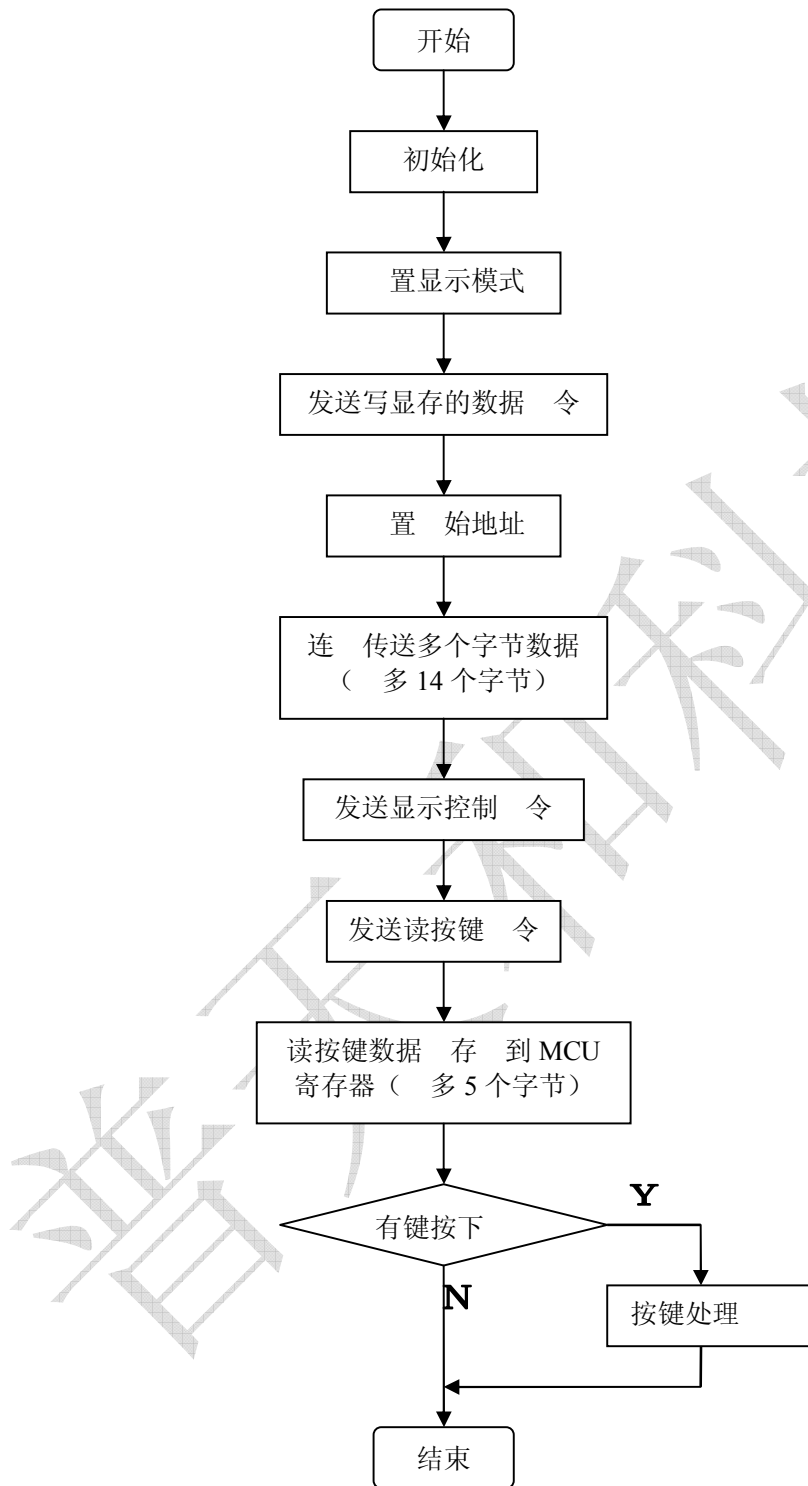 开始
初始化
置显示模式
发送写显存的数据 令
置 始地址
连 传送多个字节数据
（ 多 14 个字节）
发送显示控制 令
发送读按键 令
读按键数据 存 到 MCU
寄存器（ 多 5 个字节）
有键按下
Y
N
按键处理
结束
普天和科